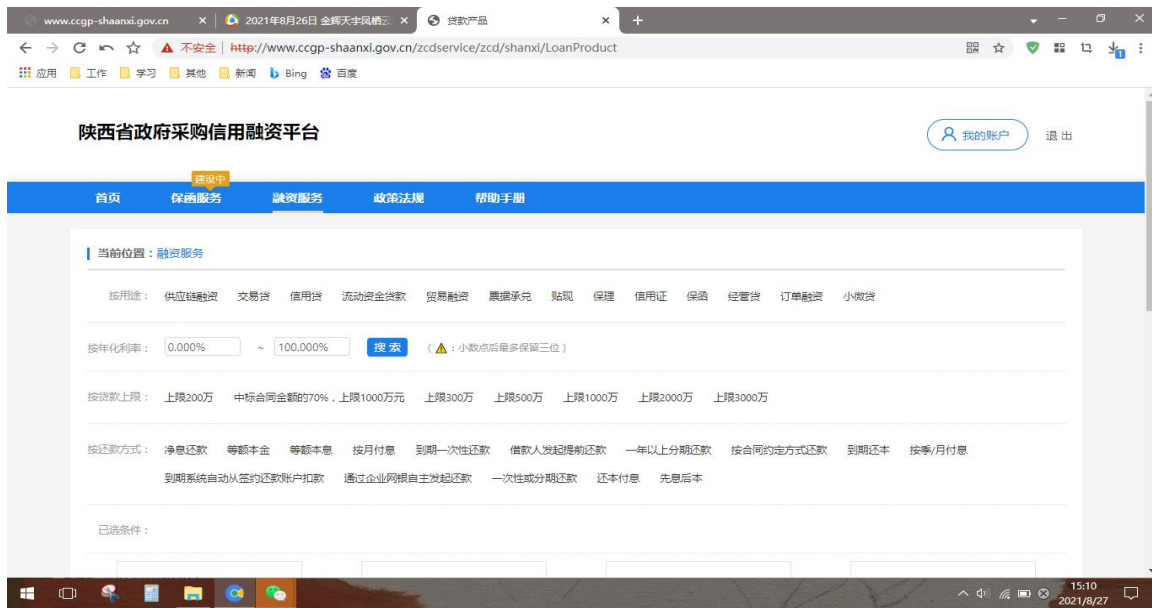 www.ccgp-shaanxi.gov.cn 2021年8月26日 金辉天宇凤栖云 贷款产品
不安全 http://www.ccgp-shaanxi.gov.cn/zcdservice/zcd/shanxi/LoanProduct
应用 工作 学习 其他 新闻 Bing 百度
陕西省政府采购信用融资平台
我的账户 退出
建设中
首页 保函服务 融资服务 政策法规 帮助手册
当前位置：融资服务
按用途： 供应链融资 交易贷 信用贷 流动资金贷款 贸易融资 票据承兑 贴现 保理 信用证 保函 经营贷 订单融资 小微贷
按年化利率： 0.000% ~ 100.000% 搜索 （ ：小数点后最多保留三位）
按贷款上限： 上限200万 中标合同金额的70%，上限1000万元 上限300万 上限500万 上限1000万 上限2000万 上限3000万
按还款方式： 净息还款 等额本金 等额本息 按月付息 到期一次性还款 借款人发起提前还款 一年以上分期还款 按合同约定方式还款 到期还本 按季/月付息
到期系统自动从签约还款账户扣款 通过企业网银自主发起还款 一次性或分期还款 还本付息 先息后本
已选条件：
15:10
2021/8/27